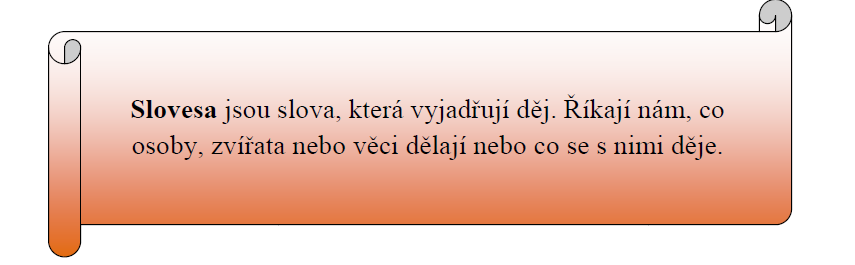 Slovesa jsou slova, která vyjadřují děj. Říkají nám, co
osoby, zvířata nebo věci dělají nebo co se s nimi děje.